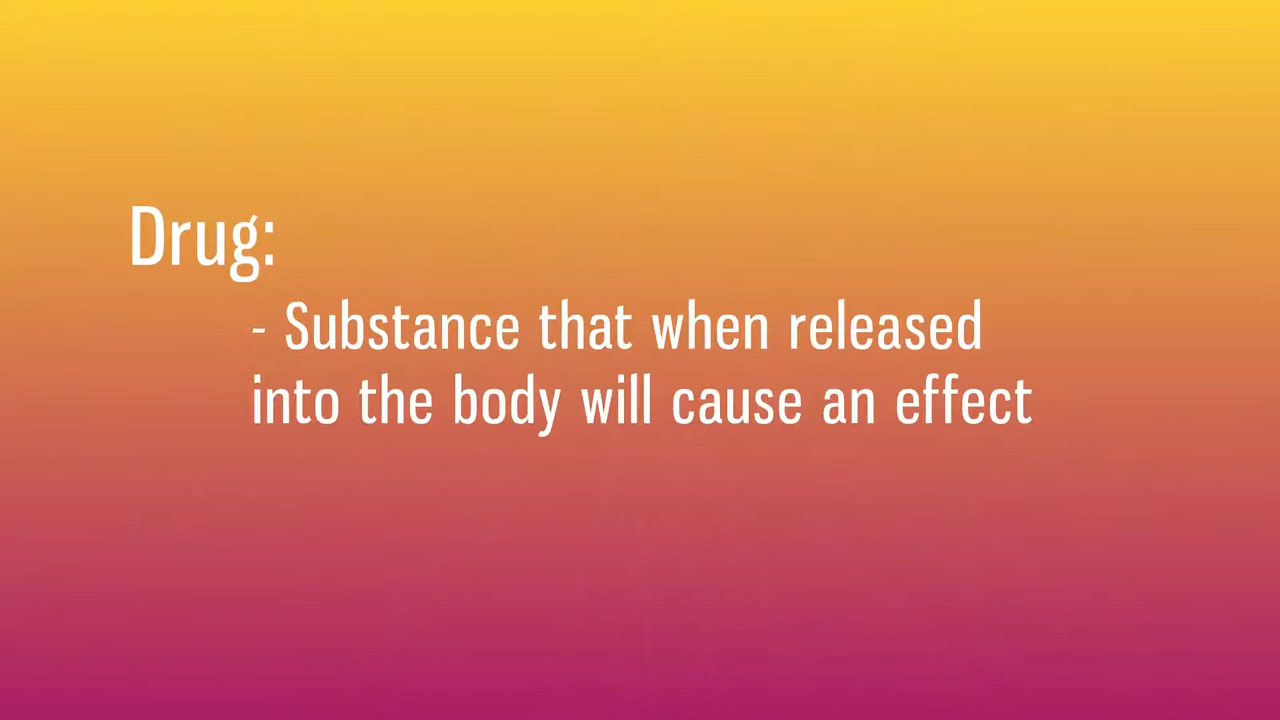 Drug:
- Substance that when released
into the body will cause an effect